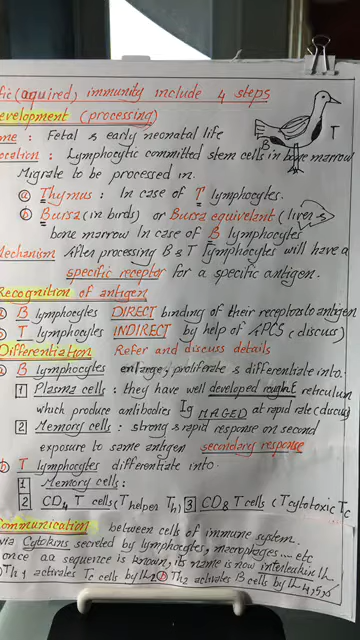 fic (aquired) immunity include 4 steps
evelopment (processing)
me : Fetal & early neonatal life
ocation : Lymphocytic committed stem cells in bone marrow
Migrate to be processed in.
ⓐ Thymus : In case of T lymphocytes.
ⓑ Bursa (in birds) or Bursa equivelant (liver &
bone marrow In case of B lymphocytes
Mechanism After processing B & T lymphocytes will have a
specific receptor for a specific antigen.
B
T
Recognition of antigen
a B lymphocytes DIRECT binding of their receptors to antigen
b T lymphocytes INDIRECT by help of APCS (discuss)
Differentiation Refer and discuss details
a B lymphocytes enlarge, proliferate & differentiate into:
1 Plasma cells : they have well developed rough E reticulum
which produce antibodies Ig MAGED at rapid rate (discuss)
2 Memory cells : strong & rapid response on second
exposure to same antigen secondary response
b T lymphocytes differentiate into.
1 Memory cells:
2 CD4 T cells (T helper Th) 3 CD8 T cells (T cytotoxic Tc
Communication between cells of immune system.
via Cytokins secreted by lymphocytes, macrophages.... etc
once aa sequence is known, its name is now interleukin Il.
Th1 activates Tc cells by Il-2 ⓑ Th2 activates B cells by Il-4,5,